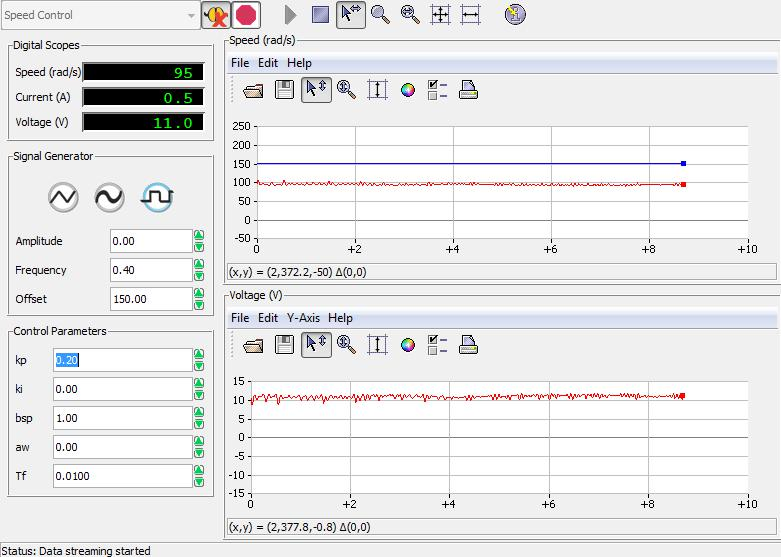 Speed Control
Digital Scopes
Speed (rad/s) 95
Current (A) 0.5
Voltage (V) 11.0
Signal Generator
Amplitude 0.00
Frequency 0.40
Offset 150.00
Control Parameters
kp 0.20
ki 0.00
bsp 1.00
aw 0.00
Tf 0.0100
Speed (rad/s)
File Edit Help
250
200
150
100
50
0
-50
0 +2 +4 +6 +8 +10
(x,y) = (2,372.2,-50) Δ(0,0)
Voltage (V)
File Edit Y-Axis Help
15
10
5
0
-5
-10
-15
0 +2 +4 +6 +8 +10
(x,y) = (2,377.8,-0.8) Δ(0,0)
Status: Data streaming started